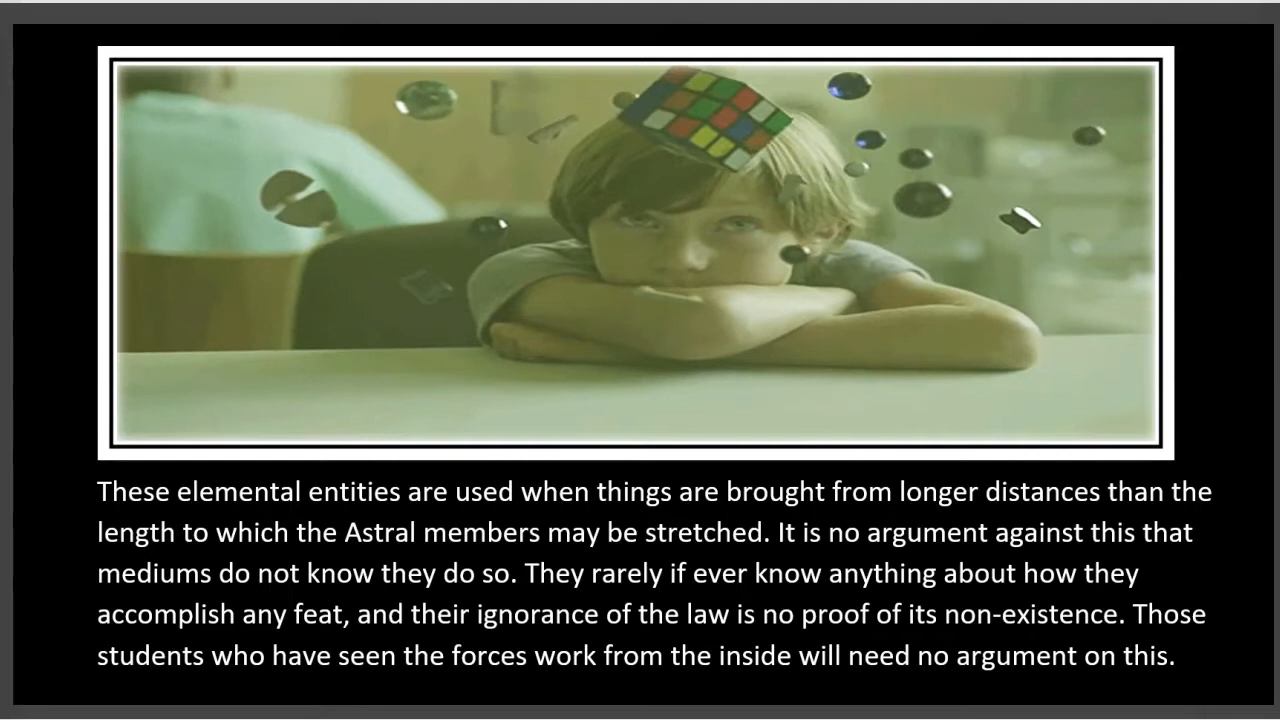 These elemental entities are used when things are brought from longer distances than the
length to which the Astral members may be stretched. It is no argument against this that
mediums do not know they do so. They rarely if ever know anything about how they
accomplish any feat, and their ignorance of the law is no proof of its non-existence. Those
students who have seen the forces work from the inside will need no argument on this.